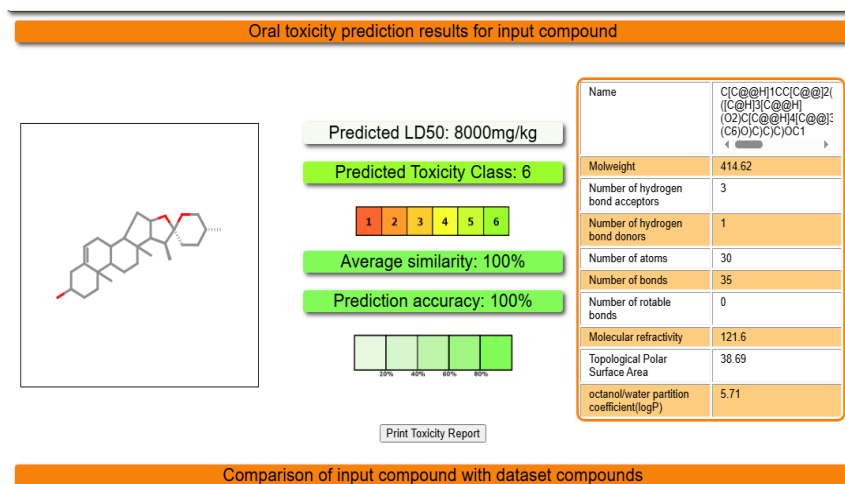 Oral toxicity prediction results for input compound
Predicted LD50: 8000mg/kg
Predicted Toxicity Class: 6
1 2 3 4 5 6
Average similarity: 100%
Prediction accuracy: 100%
20% 40% 60% 80%
Print Toxicity Report
Name
C[C@@H]1CC[C@@]2(
([C@H]3[C@@H]
(O2)C[C@@H]4[C@@]3
(C6)O)C)C)C)OC1
Molweight 414.62
Number of hydrogen
bond acceptors
3
Number of hydrogen
bond donors
1
Number of atoms 30
Number of bonds 35
Number of rotable
bonds
0
Molecular refractivity 121.6
Topological Polar
Surface Area
38.69
octanol/water partition
coefficient(logP)
5.71
Comparison of input compound with dataset compounds